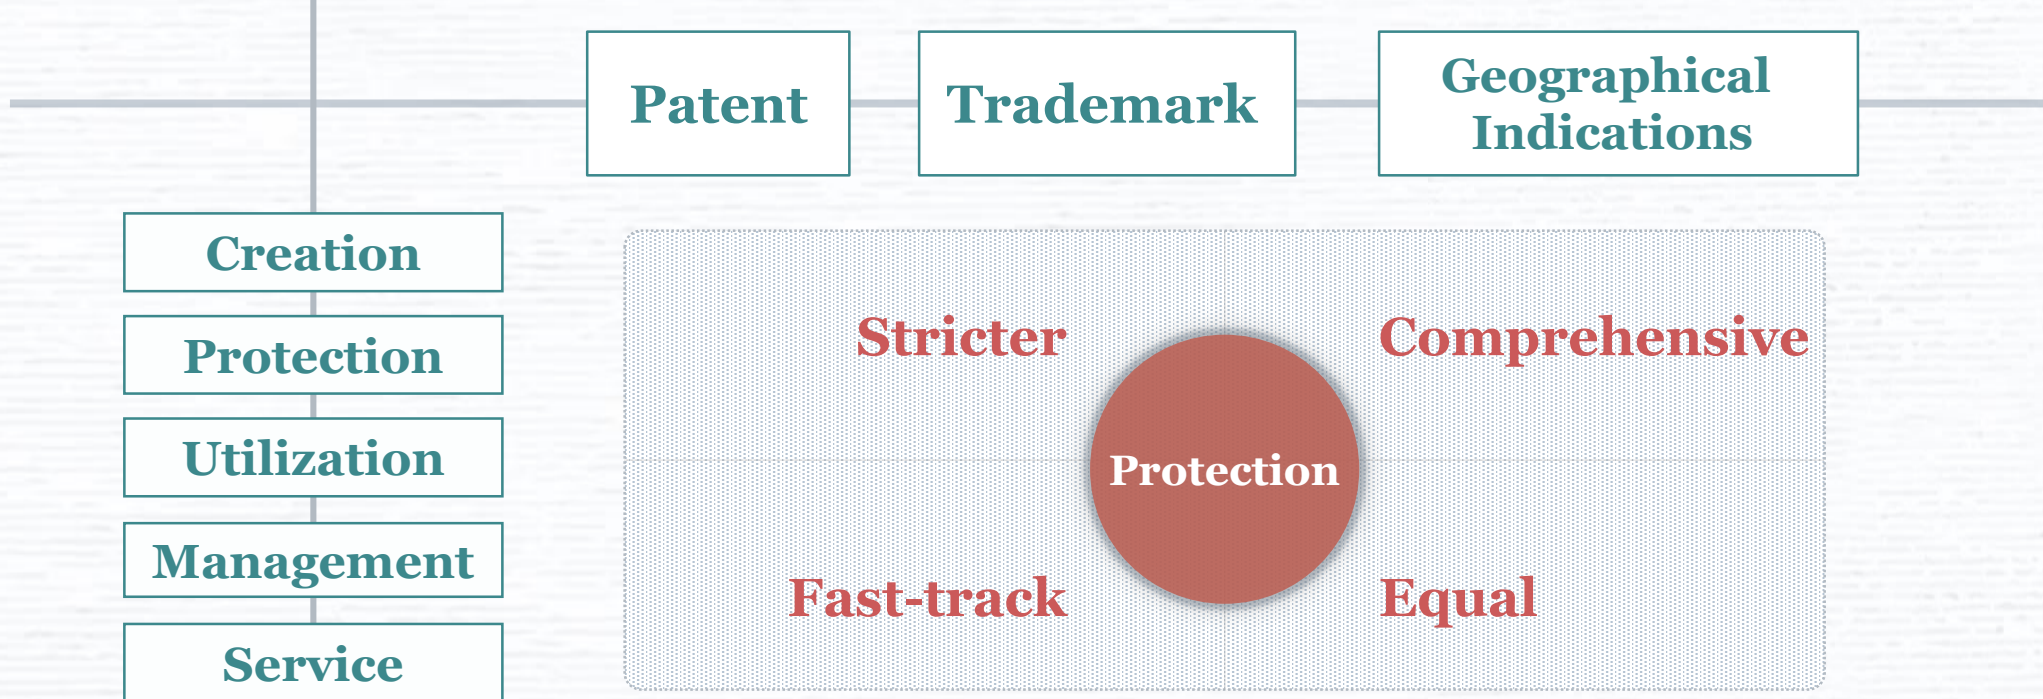 Patent
Trademark
Geographical
Indications
Creation
Protection
Utilization
Management
Service
Stricter
Comprehensive
Protection
Fast-track
Equal